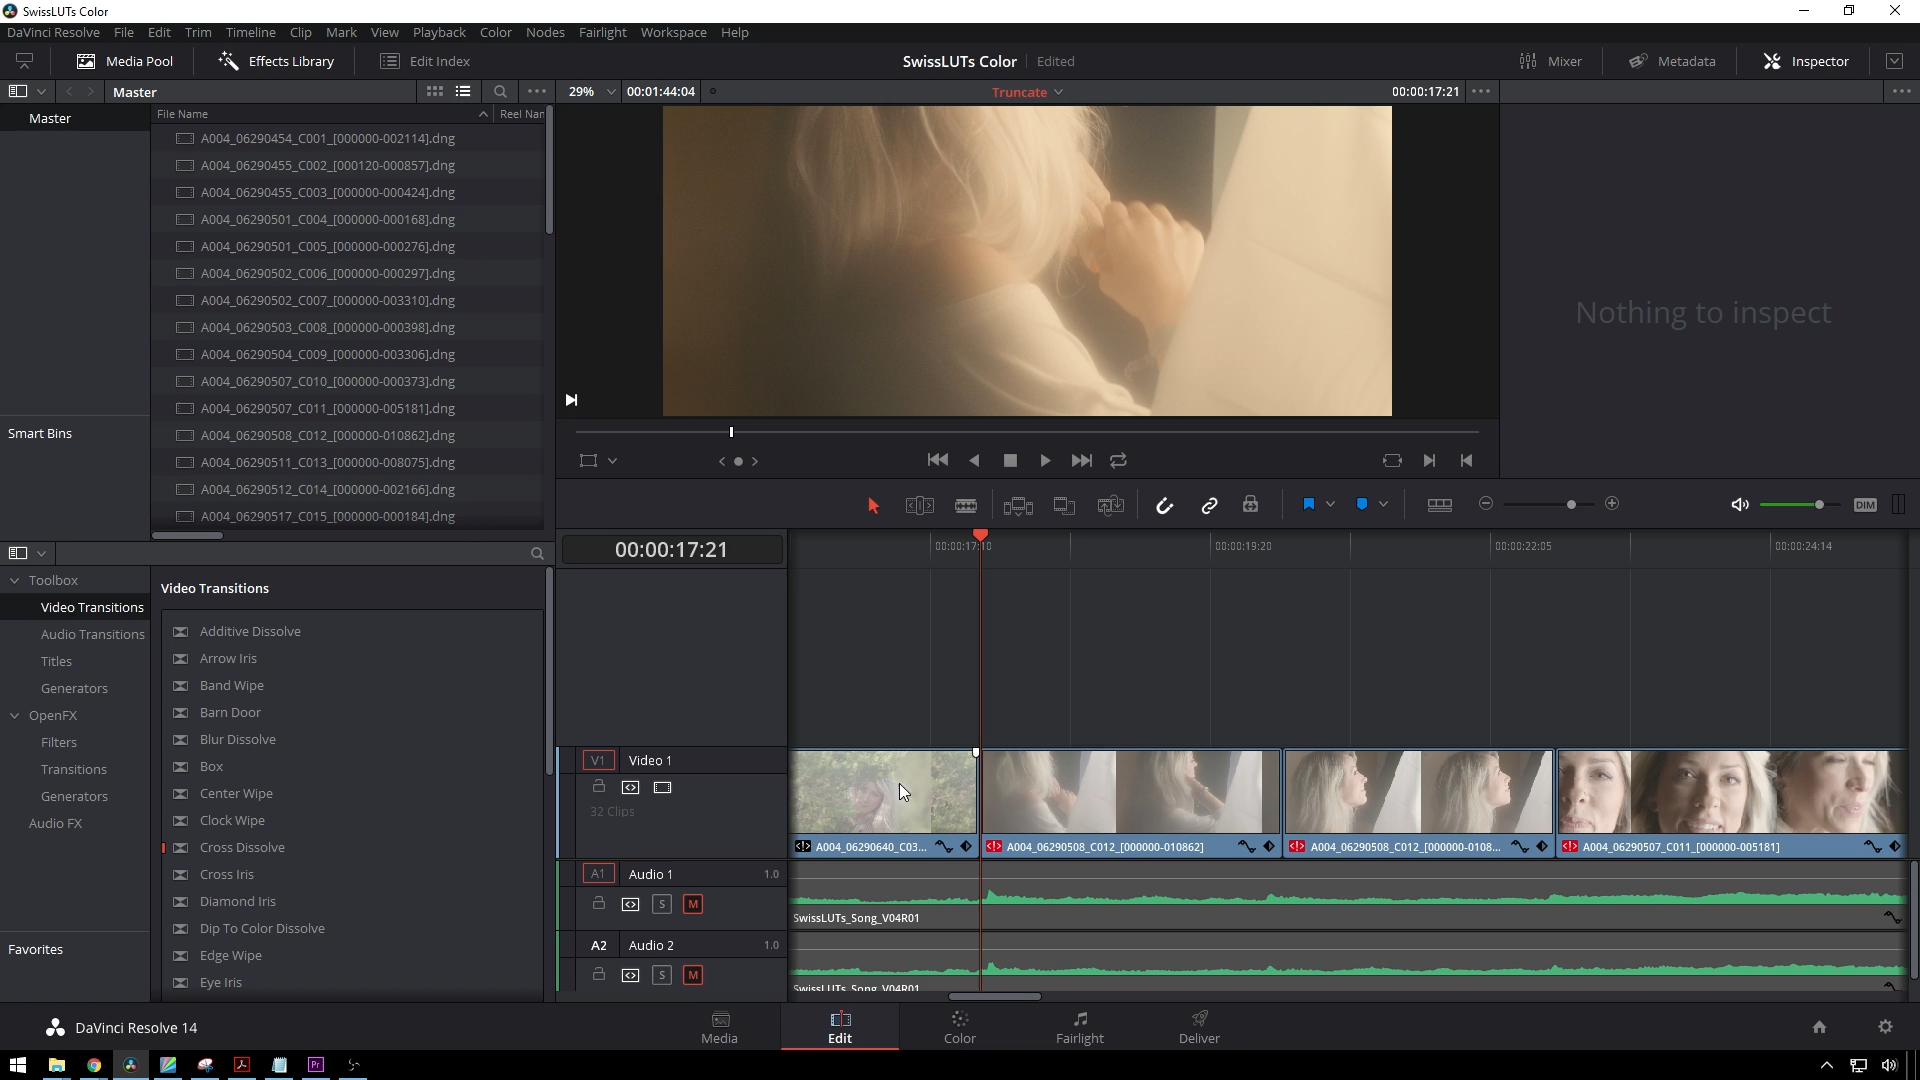 SwissLUTs Color
DaVinci Resolve File Edit Trim Timeline Clip Mark View Playback Color Nodes Fairlight Workspace Help
Media Pool Effects Library Edit Index SwissLUTs Color Edited Mixer Metadata Inspector
Master 29% 00:01:44:04 Truncate 00:00:17:21
Master
File Name Reel Nam
A004_06290454_C001_[000000-002114].dng
A004_06290455_C002_[000120-000857].dng
A004_06290455_C003_[000000-000424].dng
A004_06290501_C004_[000000-000168].dng
A004_06290501_C005_[000000-000276].dng
A004_06290502_C006_[000000-000297].dng
A004_06290502_C007_[000000-003310].dng
A004_06290503_C008_[000000-000398].dng
A004_06290504_C009_[000000-003306].dng
A004_06290507_C010_[000000-000373].dng
A004_06290507_C011_[000000-005181].dng
A004_06290508_C012_[000000-010862].dng
A004_06290511_C013_[000000-008075].dng
A004_06290512_C014_[000000-002166].dng
A004_06290517_C015_[000000-000184].dng
Smart Bins
Nothing to inspect
DIM
Toolbox
Video Transitions
Audio Transitions
Titles
Generators
OpenFX
Filters
Transitions
Generators
Audio FX
Favorites
Video Transitions
Additive Dissolve
Arrow Iris
Band Wipe
Barn Door
Blur Dissolve
Box
Center Wipe
Clock Wipe
Cross Dissolve
Cross Iris
Diamond Iris
Dip To Color Dissolve
Edge Wipe
Eye Iris
00:00:17:21
00:00:17:10 00:00:19:20 00:00:22:05 00:00:24:14
V1 Video 1
32 Clips
A004_06290640_C03... A004_06290508_C012_[000000-010862] A004_06290508_C012_[000000-0108... A004_06290507_C011_[000000-005181]
A1 Audio 1 1.0
S M
SwissLUTs_Song_V04R01
A2 Audio 2 1.0
S M
SwissLUTs_Song_V04R01
DaVinci Resolve 14
Media Edit Color Fairlight Deliver
Pr